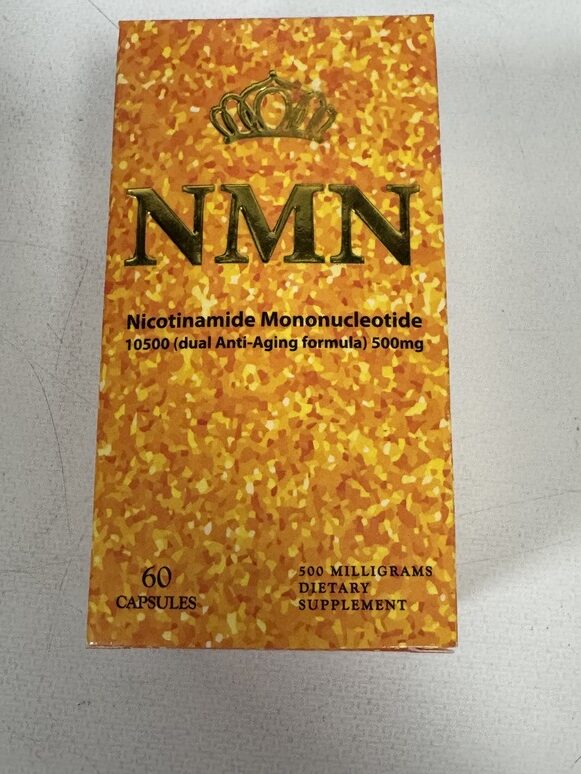 NMN
Nicotinamide Mononucleotide
10500 (dual Anti-Aging formula) 500mg
60
CAPSULES
500 MILLIGRAMS
DIETARY
SUPPLEMENT